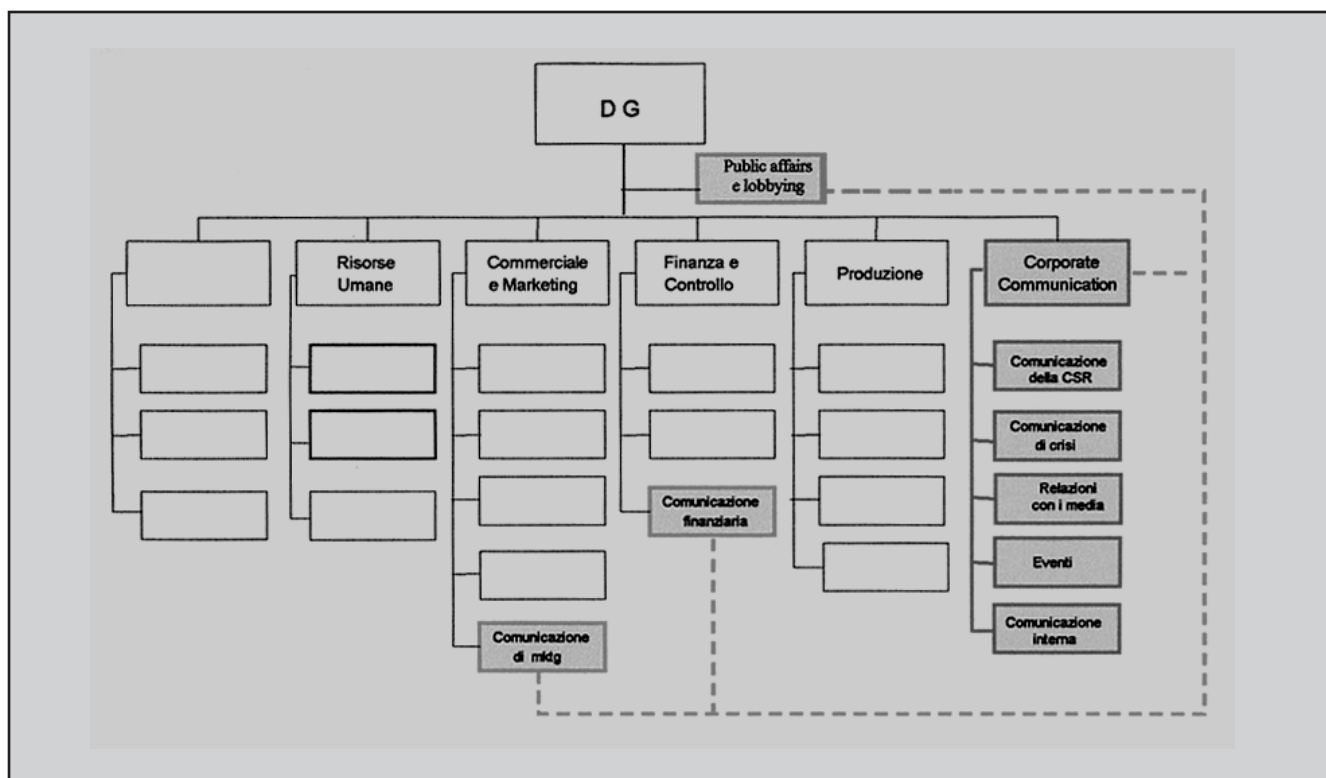 D G
Public affairs
e lobbying
Risorse
Umane
Commerciale
e Marketing
Finanza e
Controllo
Produzione
Corporate
Communication
Comunicazione
della CSR
Comunicazione
di crisi
Relazioni
con i media
Comunicazione
finanziaria
Eventi
Comunicazione
interna
Comunicazione
di mktg